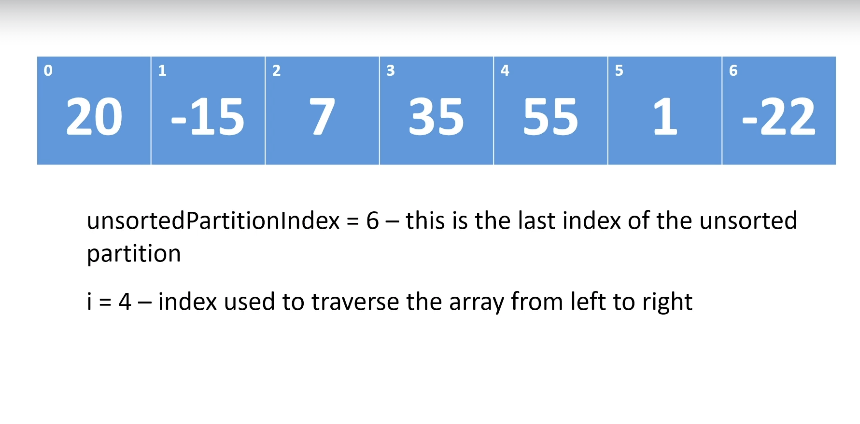 0 1 2 3 4 5 6
20 -15 7 35 55 1 -22
unsortedPartitionIndex = 6 – this is the last index of the unsorted
partition
i = 4 – index used to traverse the array from left to right